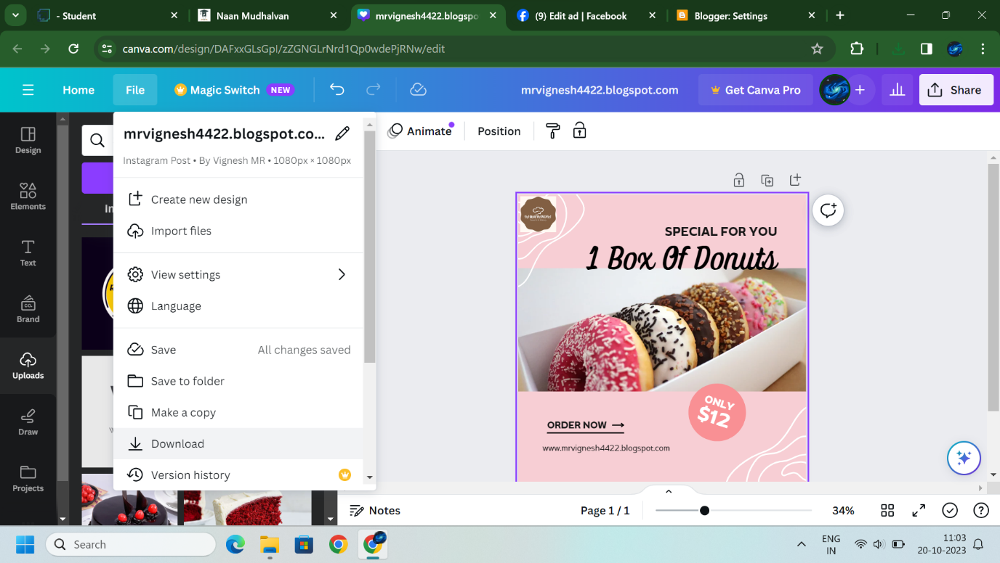 - Student
Naan Mudhalvan
mrvignesh4422.blogspo
(9) Edit ad | Facebook
Blogger: Settings
canva.com/design/DAFxxGLsGpI/zZGNGLrNrd1Qp0wdePjRNw/edit
Home
File
Magic Switch NEW
mrvignesh4422.blogspot.com
Get Canva Pro
Share
Design
Elements
Text
Brand
Uploads
Draw
Projects
mrvignesh4422.blogspot.co...
Instagram Post • By Vignesh MR • 1080px × 1080px
Create new design
Import files
View settings
Language
Save All changes saved
Save to folder
Make a copy
Download
Version history
Animate
Position
SPECIAL FOR YOU
1 Box Of Donuts
ONLY
$12
ORDER NOW →
www.mrvignesh4422.blogspot.com
Notes
Page 1 / 1
34%
Search
ENG
IN
11:03
20-10-2023